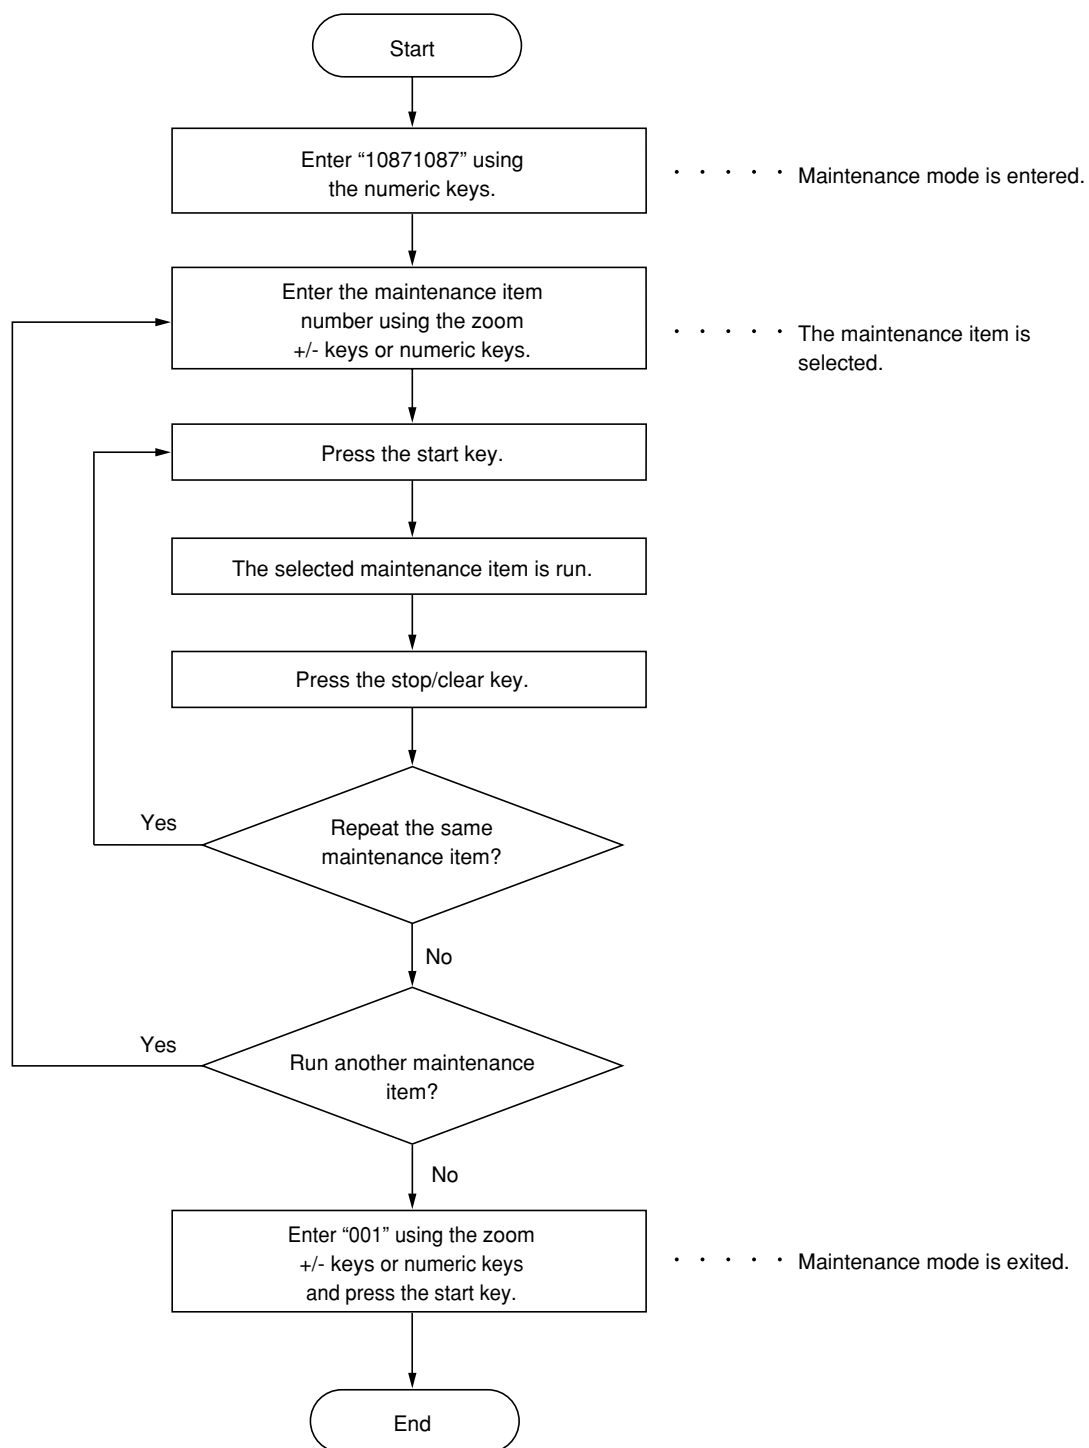 Start
Enter “10871087” using
the numeric keys.
· · · · · Maintenance mode is entered.
Enter the maintenance item
number using the zoom
+/- keys or numeric keys.
· · · · · The maintenance item is
selected.
Press the start key.
The selected maintenance item is run.
Press the stop/clear key.
Yes
Repeat the same
maintenance item?
No
Yes
Run another maintenance
item?
No
Enter “001” using the zoom
+/- keys or numeric keys
and press the start key.
· · · · · Maintenance mode is exited.
End